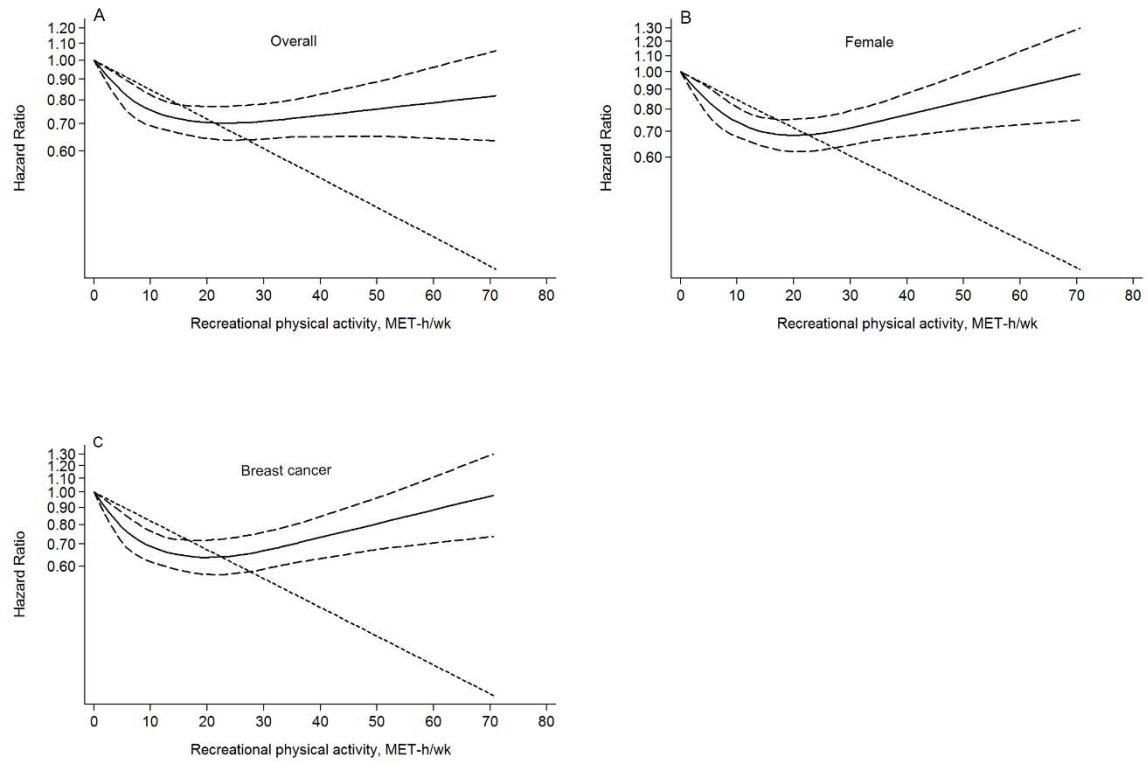 A
Overall
1.20
1.10
1.00
0.90
0.80
0.70
0.60
Hazard Ratio
0 10 20 30 40 50 60 70 80
Recreational physical activity, MET-h/wk
B
Female
1.30
1.20
1.10
1.00
0.90
0.80
0.70
0.60
Hazard Ratio
0 10 20 30 40 50 60 70 80
Recreational physical activity, MET-h/wk
C
Breast cancer
1.30
1.20
1.10
1.00
0.90
0.80
0.70
0.60
Hazard Ratio
0 10 20 30 40 50 60 70 80
Recreational physical activity, MET-h/wk